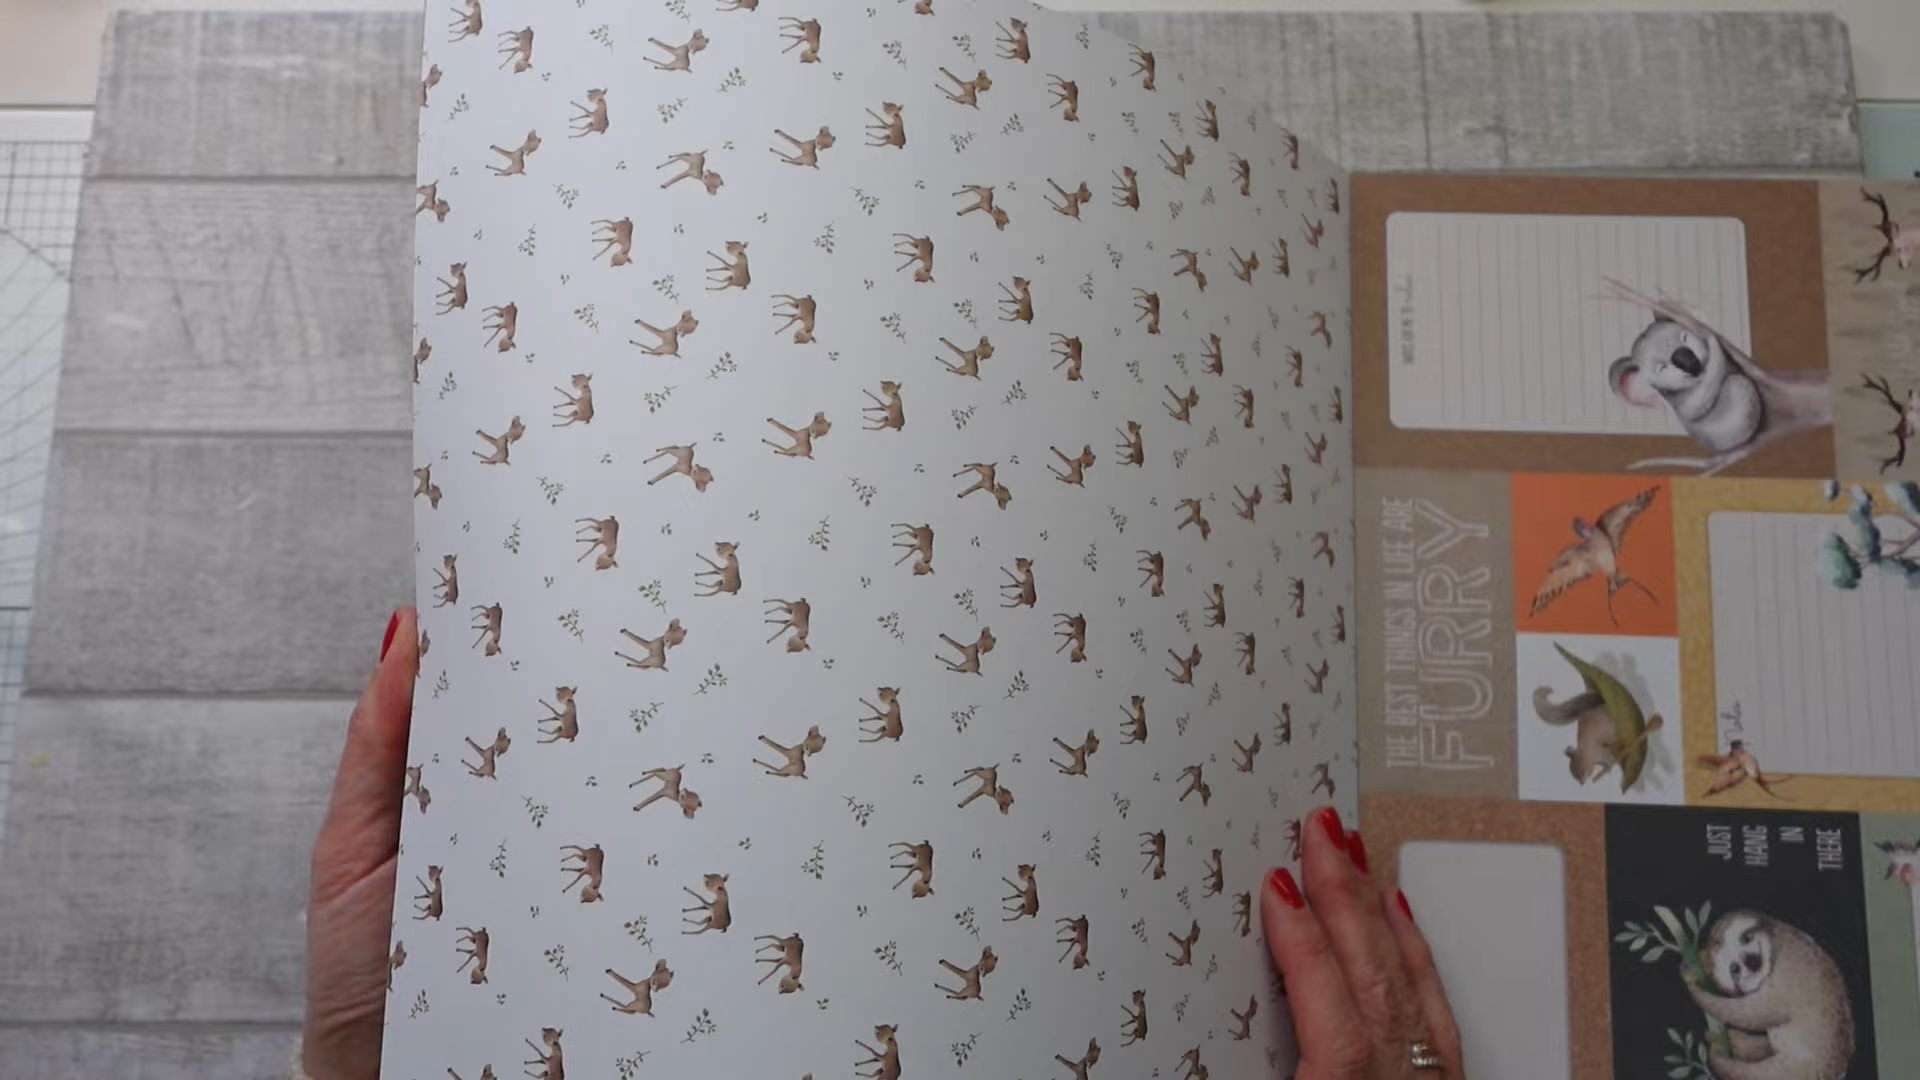 THE BEST THINGS IN LIFE ARE
FURRY
JUST
HANG
IN
THERE